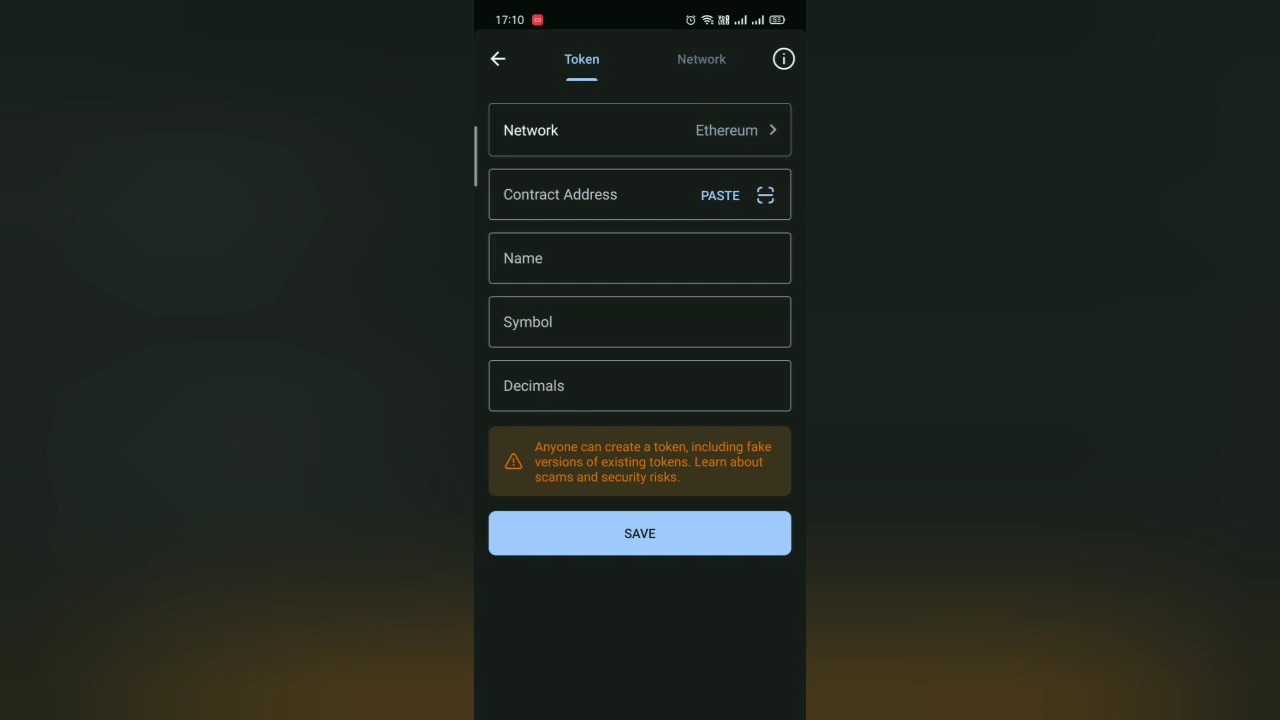 17:10
63
Token
Network
Network
Ethereum
Contract Address
PASTE
Name
Symbol
Decimals
Anyone can create a token, including fake
versions of existing tokens. Learn about
scams and security risks.
SAVE